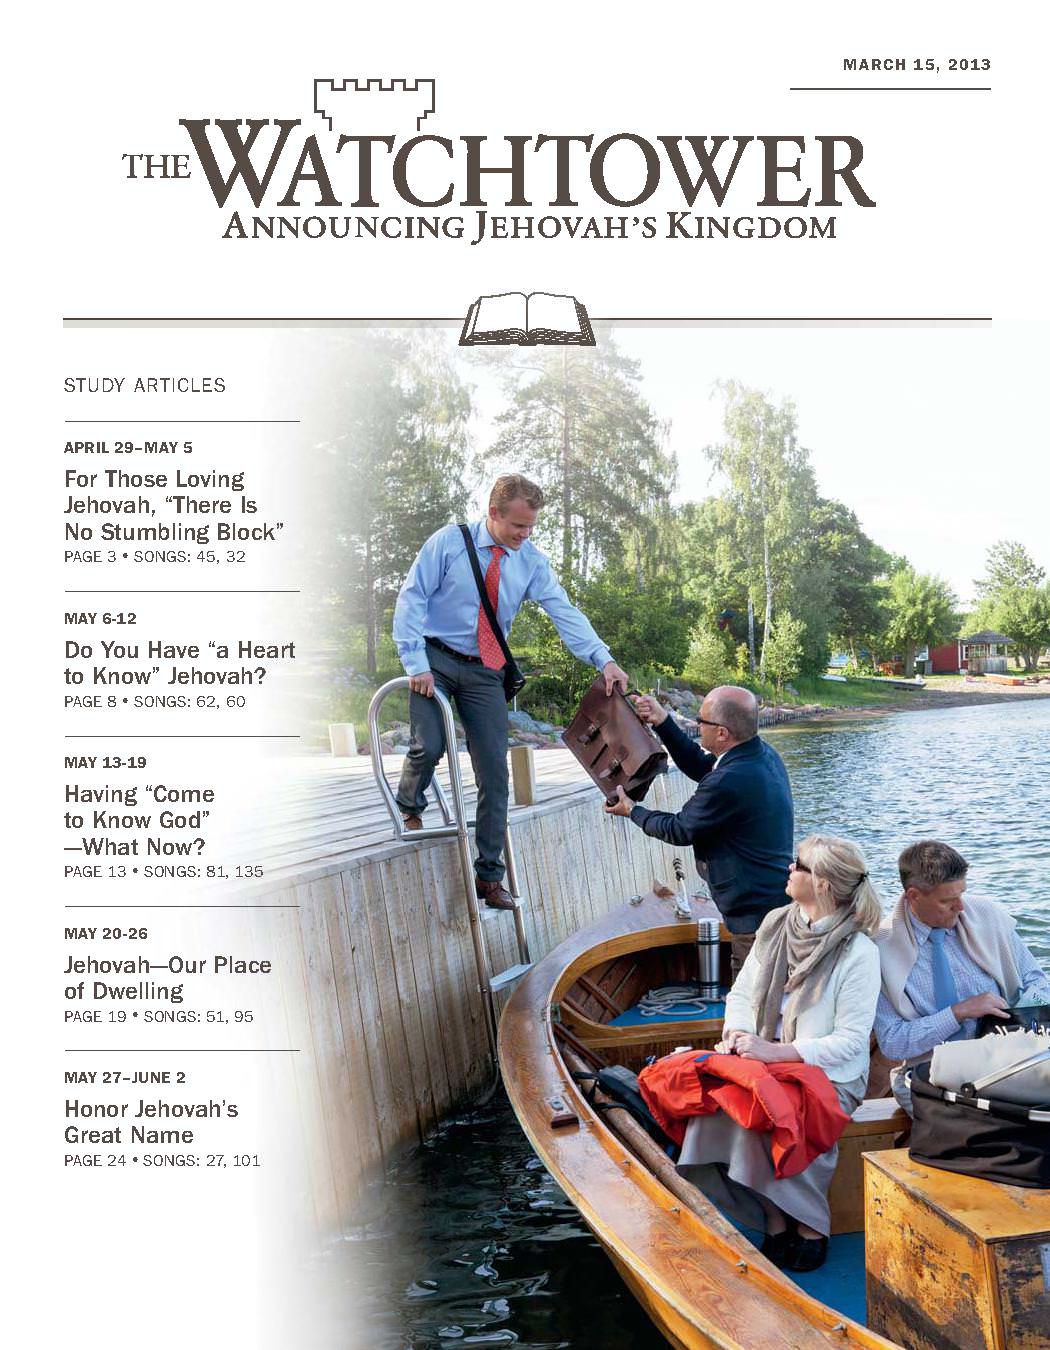 MARCH 15, 2013
THE WATCHTOWER
ANNOUNCING JEHOVAH’S KINGDOM
STUDY ARTICLES
APRIL 29–MAY 5
For Those Loving
Jehovah, “There Is
No Stumbling Block”
PAGE 3 • SONGS: 45, 32
MAY 6-12
Do You Have “a Heart
to Know” Jehovah?
PAGE 8 • SONGS: 62, 60
MAY 13-19
Having “Come
to Know God”
—What Now?
PAGE 13 • SONGS: 81, 135
MAY 20-26
Jehovah—Our Place
of Dwelling
PAGE 19 • SONGS: 51, 95
MAY 27–JUNE 2
Honor Jehovah’s
Great Name
PAGE 24 • SONGS: 27, 101